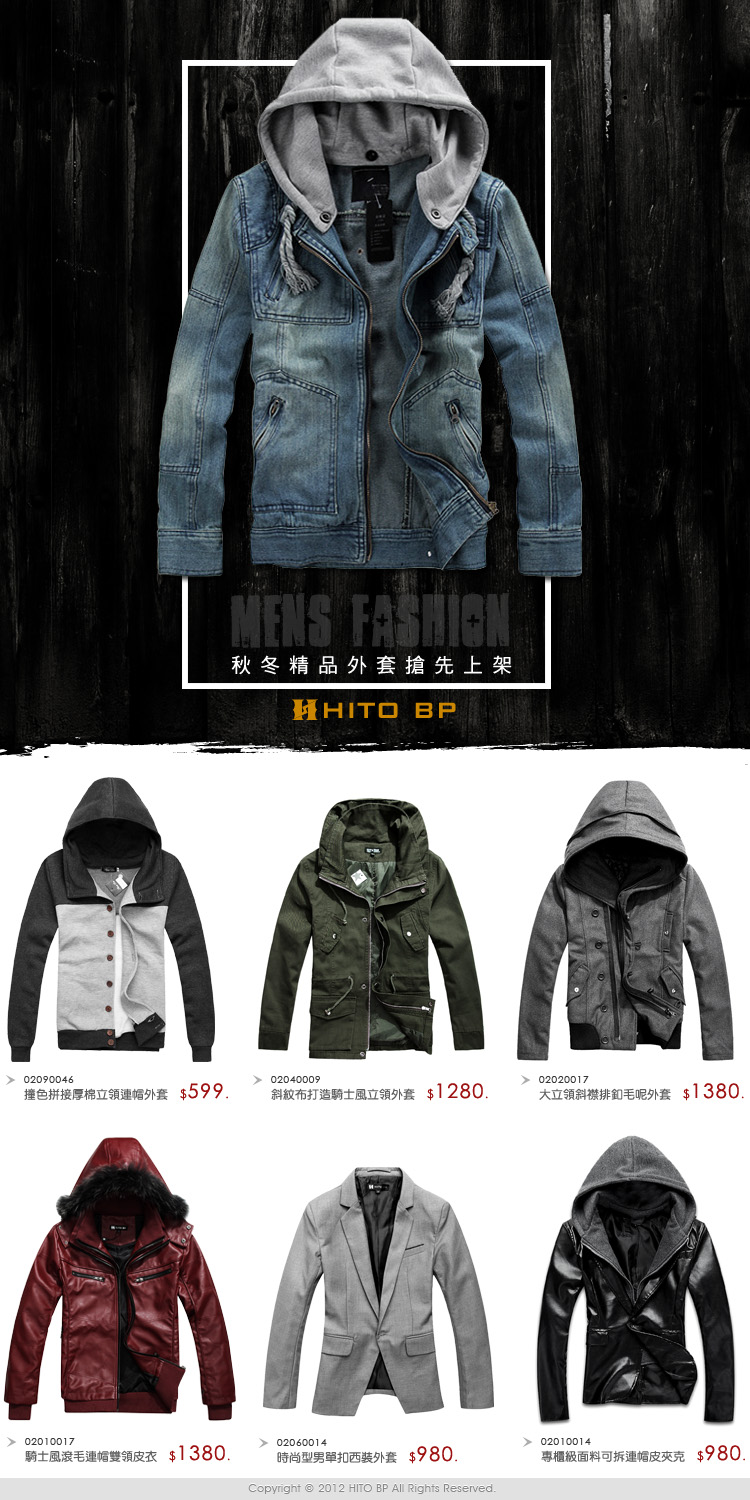 MENS FASHION
秋冬精品外套搶先上架
HITO BP
02090046
撞色拼接厚棉立領連帽外套 $599.
02040009
斜紋布打造騎士風立領外套 $1280.
02020017
大立領斜襟排釦毛呢外套 $1380.
02010017
騎士風滾毛連帽雙領皮衣 $1380.
02060014
時尚型男單扣西裝外套 $980.
02010014
專櫃級面料可拆連帽皮夾克 $980.
Copyright © 2012 HITO BP All Rights Reserved.